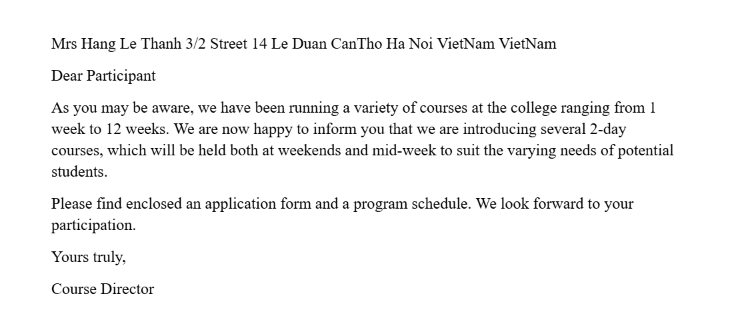 Mrs Hang Le Thanh 3/2 Street 14 Le Duan CanTho Ha Noi VietNam VietNam
Dear Participant
As you may be aware, we have been running a variety of courses at the college ranging from 1
week to 12 weeks. We are now happy to inform you that we are introducing several 2-day
courses, which will be held both at weekends and mid-week to suit the varying needs of potential
students.
Please find enclosed an application form and a program schedule. We look forward to your
participation.
Yours truly,
Course Director